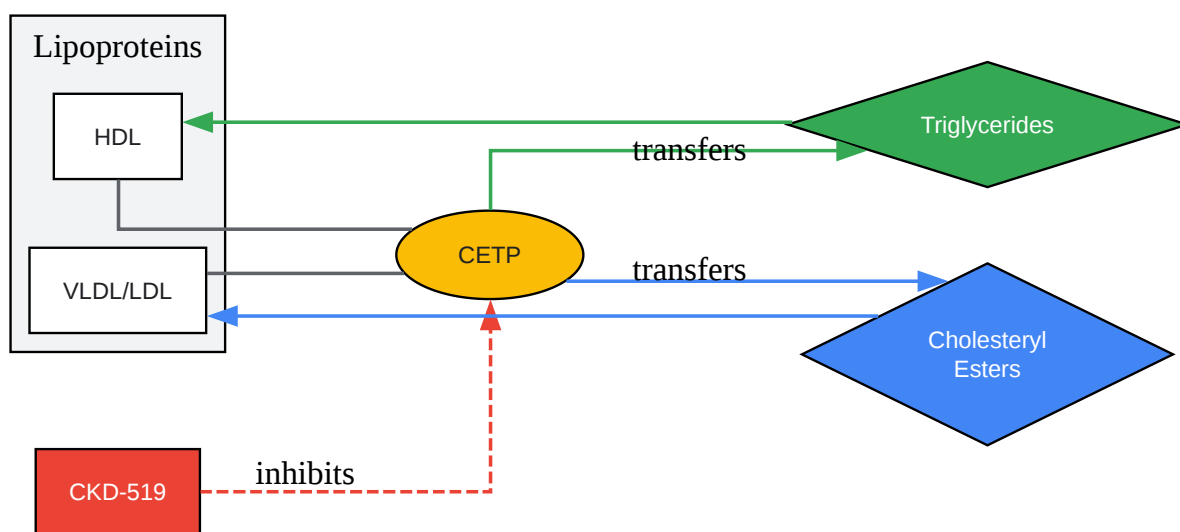 Lipoproteins
HDL
Triglycerides
transfers
CETP
transfers
VLDL/LDL
Cholesteryl
Esters
inhibits
CKD-519